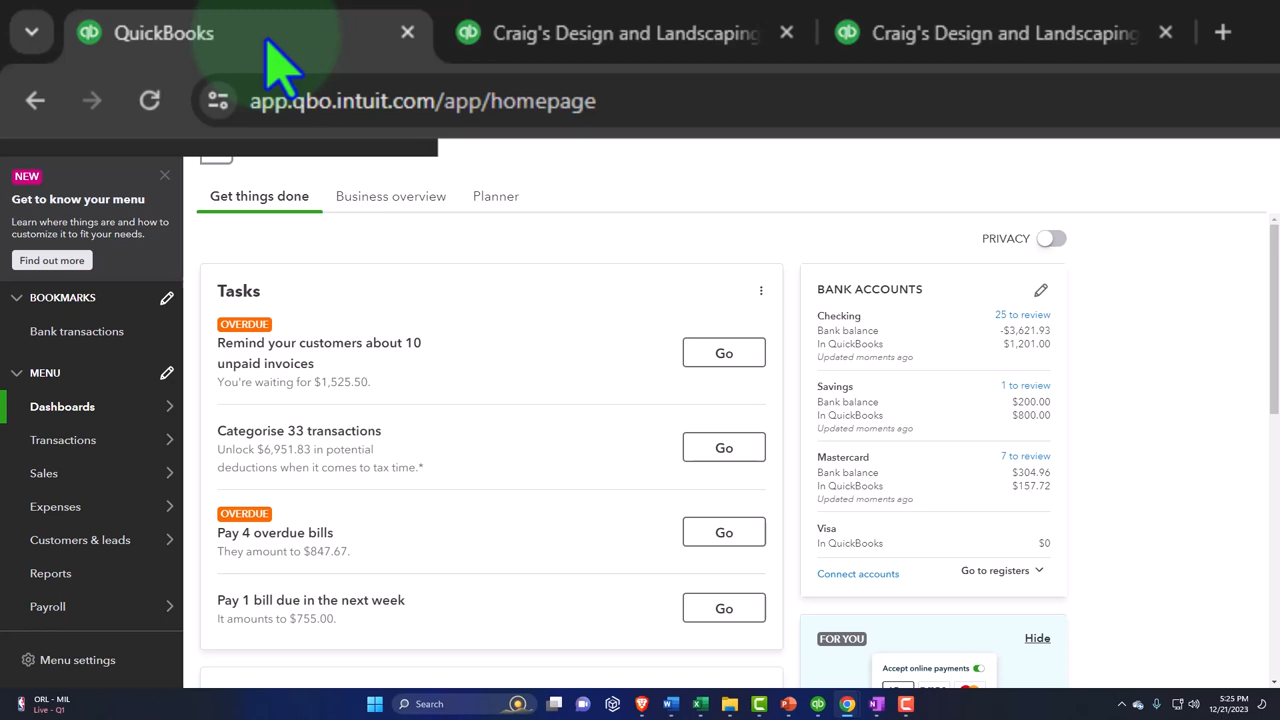 QuickBooks
Craig's Design and Landscaping
Craig's Design and Landscaping
app.qbo.intuit.com/app/homepage
NEW
Get to know your menu
Learn where things are and how to
customize it to fit your needs.
Find out more
BOOKMARKS
Bank transactions
MENU
Dashboards
Transactions
Sales
Expenses
Customers & leads
Reports
Payroll
Menu settings
Get things done
Business overview
Planner
PRIVACY
Tasks
OVERDUE
Remind your customers about 10
unpaid invoices
You're waiting for $1,525.50.
Go
Categorise 33 transactions
Unlock $6,951.83 in potential
deductions when it comes to tax time.*
Go
OVERDUE
Pay 4 overdue bills
They amount to $847.67.
Go
Pay 1 bill due in the next week
It amounts to $755.00.
Go
BANK ACCOUNTS
Checking 25 to review
Bank balance -$3,621.93
In QuickBooks $1,201.00
Updated moments ago
Savings 1 to review
Bank balance $200.00
In QuickBooks $800.00
Updated moments ago
Mastercard 7 to review
Bank balance $304.96
In QuickBooks $157.72
Updated moments ago
Visa
In QuickBooks $0
Connect accounts Go to registers
FOR YOU Hide
Accept online payments
ORL - MIL
Live - Q1
Search
5:25 PM
12/21/2023